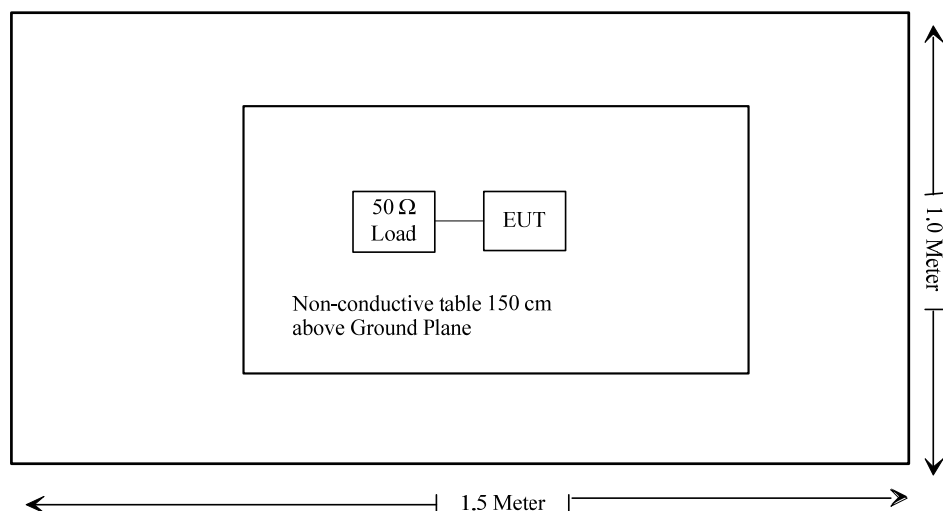 50 Ω
Load
EUT
Non-conductive table 150 cm
above Ground Plane
1.0 Meter
1.5 Meter